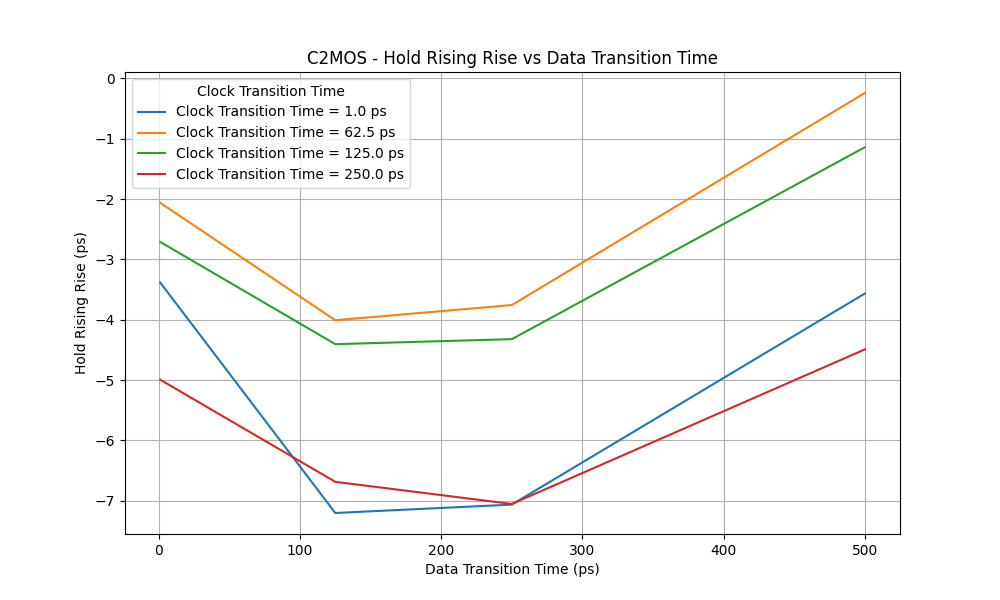 C2MOS - Hold Rising Rise vs Data Transition Time
Clock Transition Time
Clock Transition Time = 1.0 ps
Clock Transition Time = 62.5 ps
Clock Transition Time = 125.0 ps
Clock Transition Time = 250.0 ps
Hold Rising Rise (ps)
0
−1
−2
−3
−4
−5
−6
−7
0 100 200 300 400 500
Data Transition Time (ps)